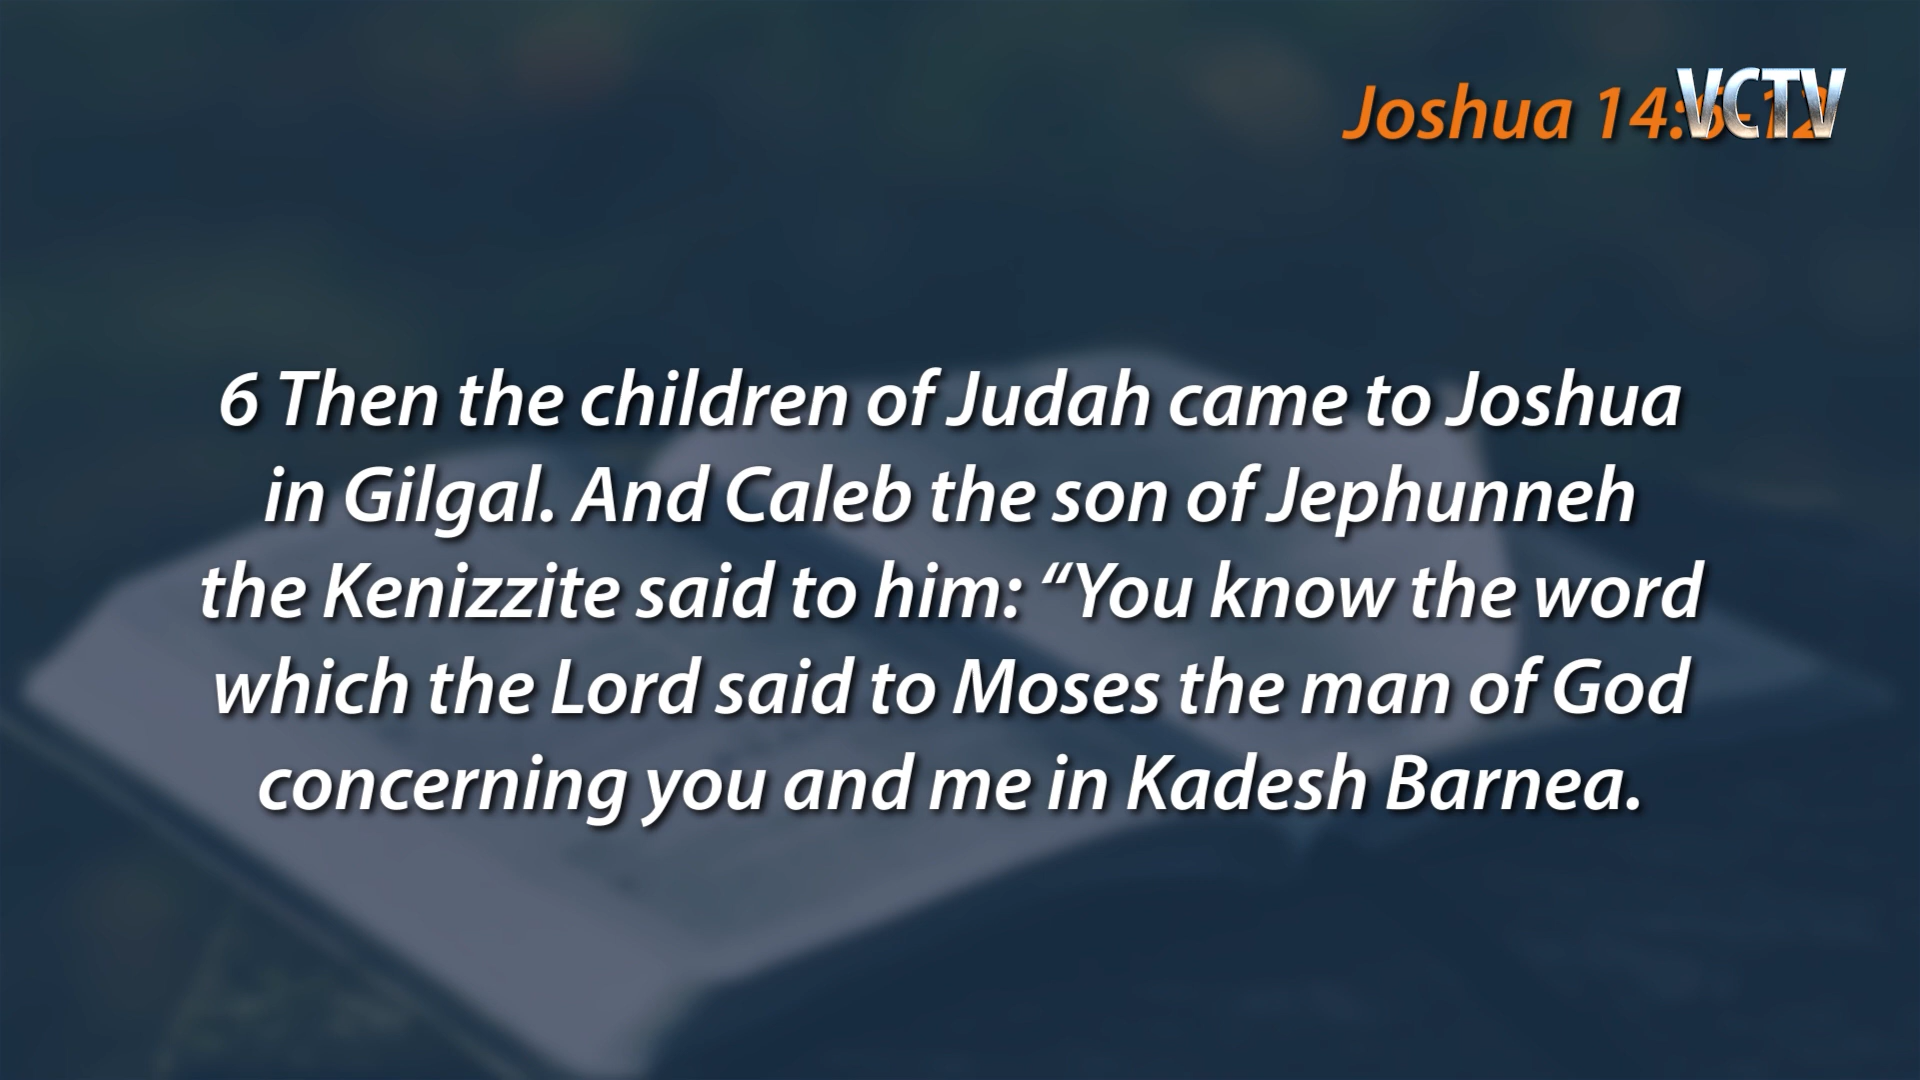 Joshua 14:6-12
VCTV
6 Then the children of Judah came to Joshua
in Gilgal. And Caleb the son of Jephunneh
the Kenizzite said to him: “You know the word
which the Lord said to Moses the man of God
concerning you and me in Kadesh Barnea.